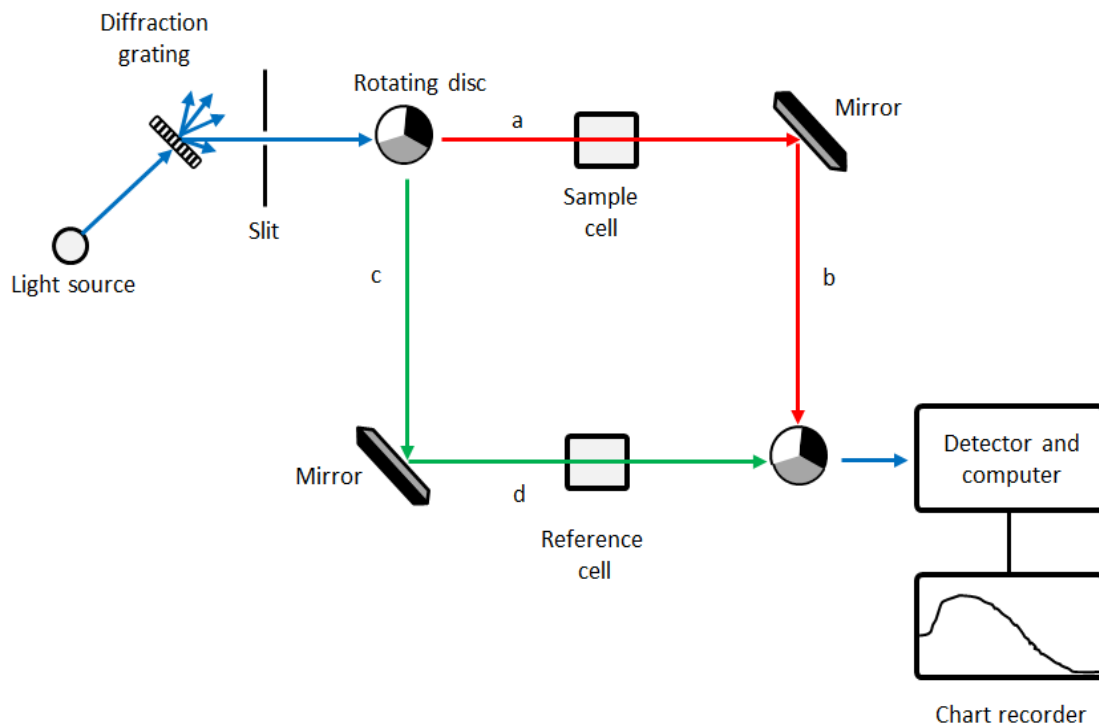 Diffraction
grating
Rotating disc
Mirror
a
Sample
cell
Slit
Light source
c
b
Mirror
d
Reference
cell
Detector and
computer
Chart recorder